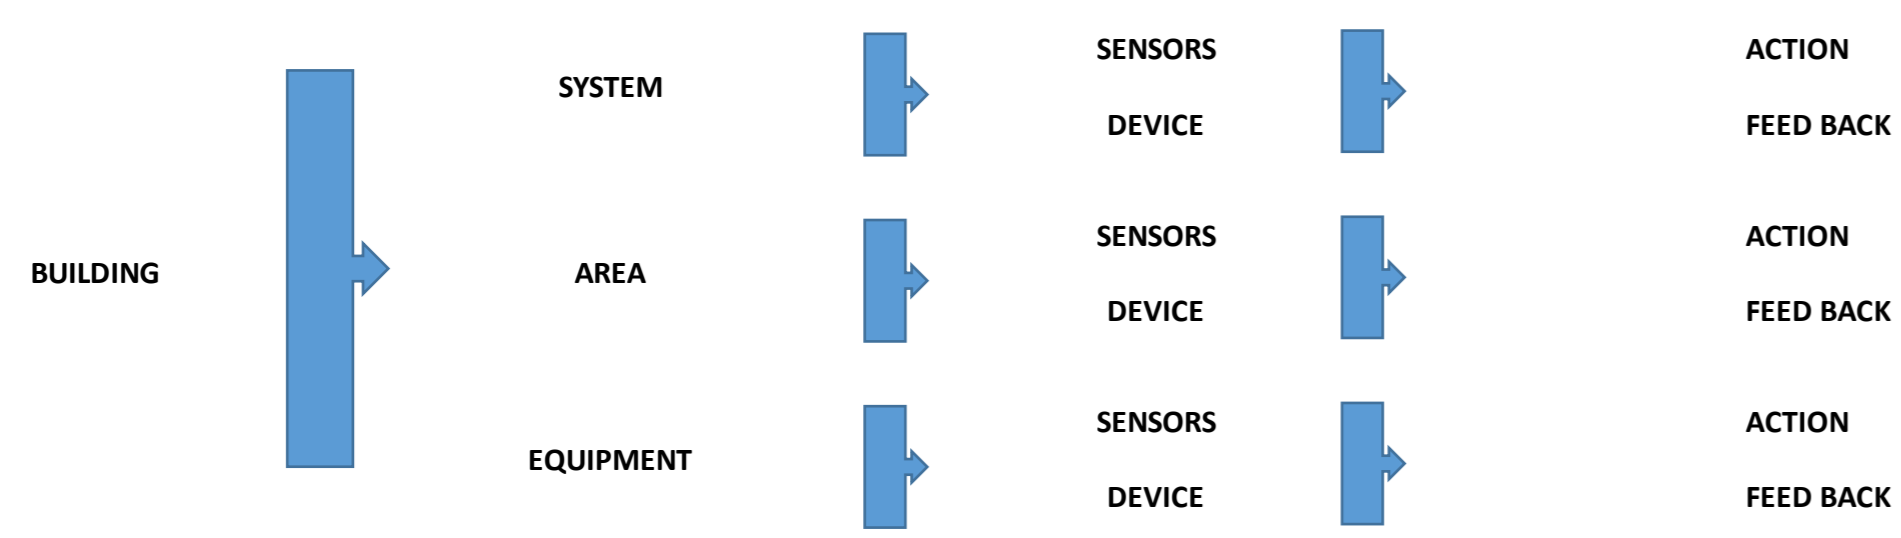 BUILDING
SYSTEM
SENSORS
DEVICE
ACTION
FEED BACK
AREA
SENSORS
DEVICE
ACTION
FEED BACK
EQUIPMENT
SENSORS
DEVICE
ACTION
FEED BACK